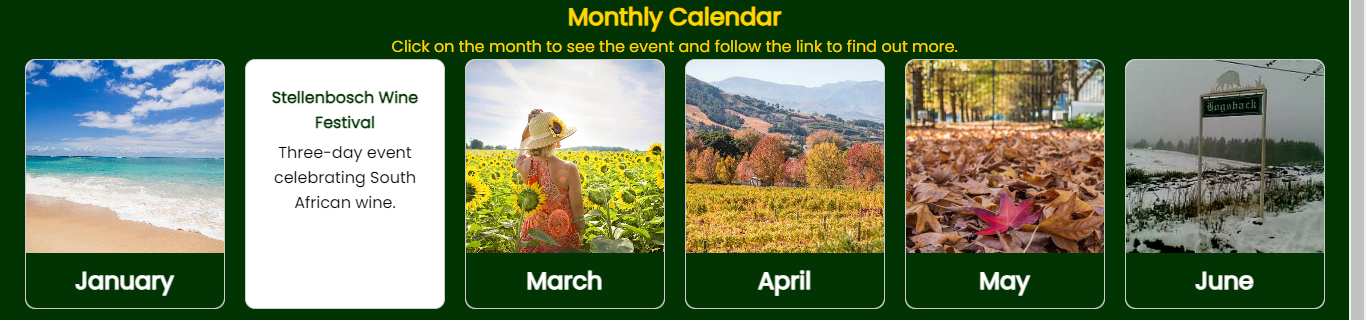 Monthly Calendar
Click on the month to see the event and follow the link to find out more.
Stellenbosch Wine
Festival
Three-day event
celebrating South
African wine.
Hogsback
January
March
April
May
June